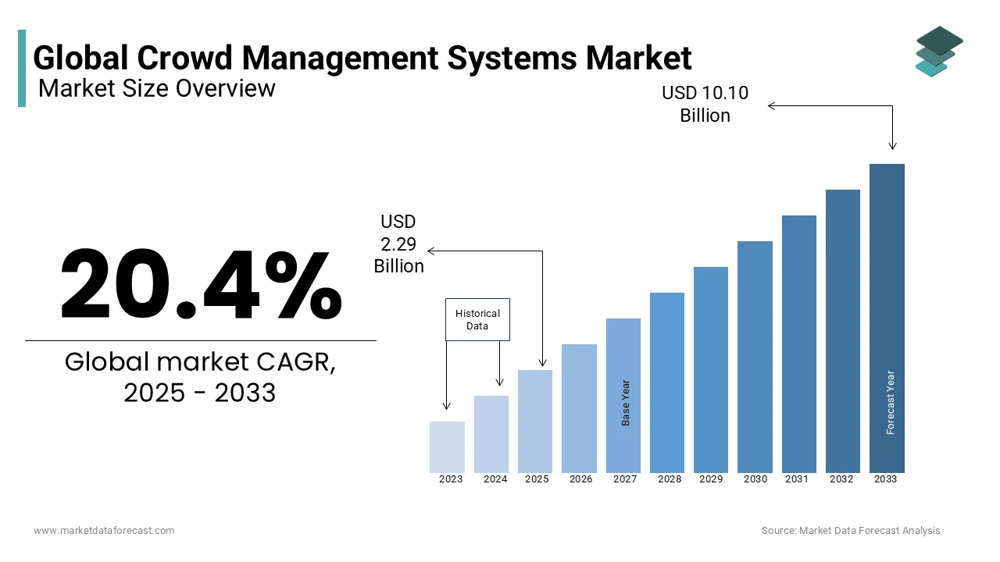 Global Crowd Management Systems Market
Market Size Overview
USD 10.10
Billion
USD
2.29
Billion
20.4%
Global market CAGR,
2025 - 2033
Historical
Data
Base Year
Forecast Year
2023
2024
2025
2026
2027
2028
2029
2030
2031
2032
2033
www.marketdataforecast.com
Source: Market Data Forecast Analysis